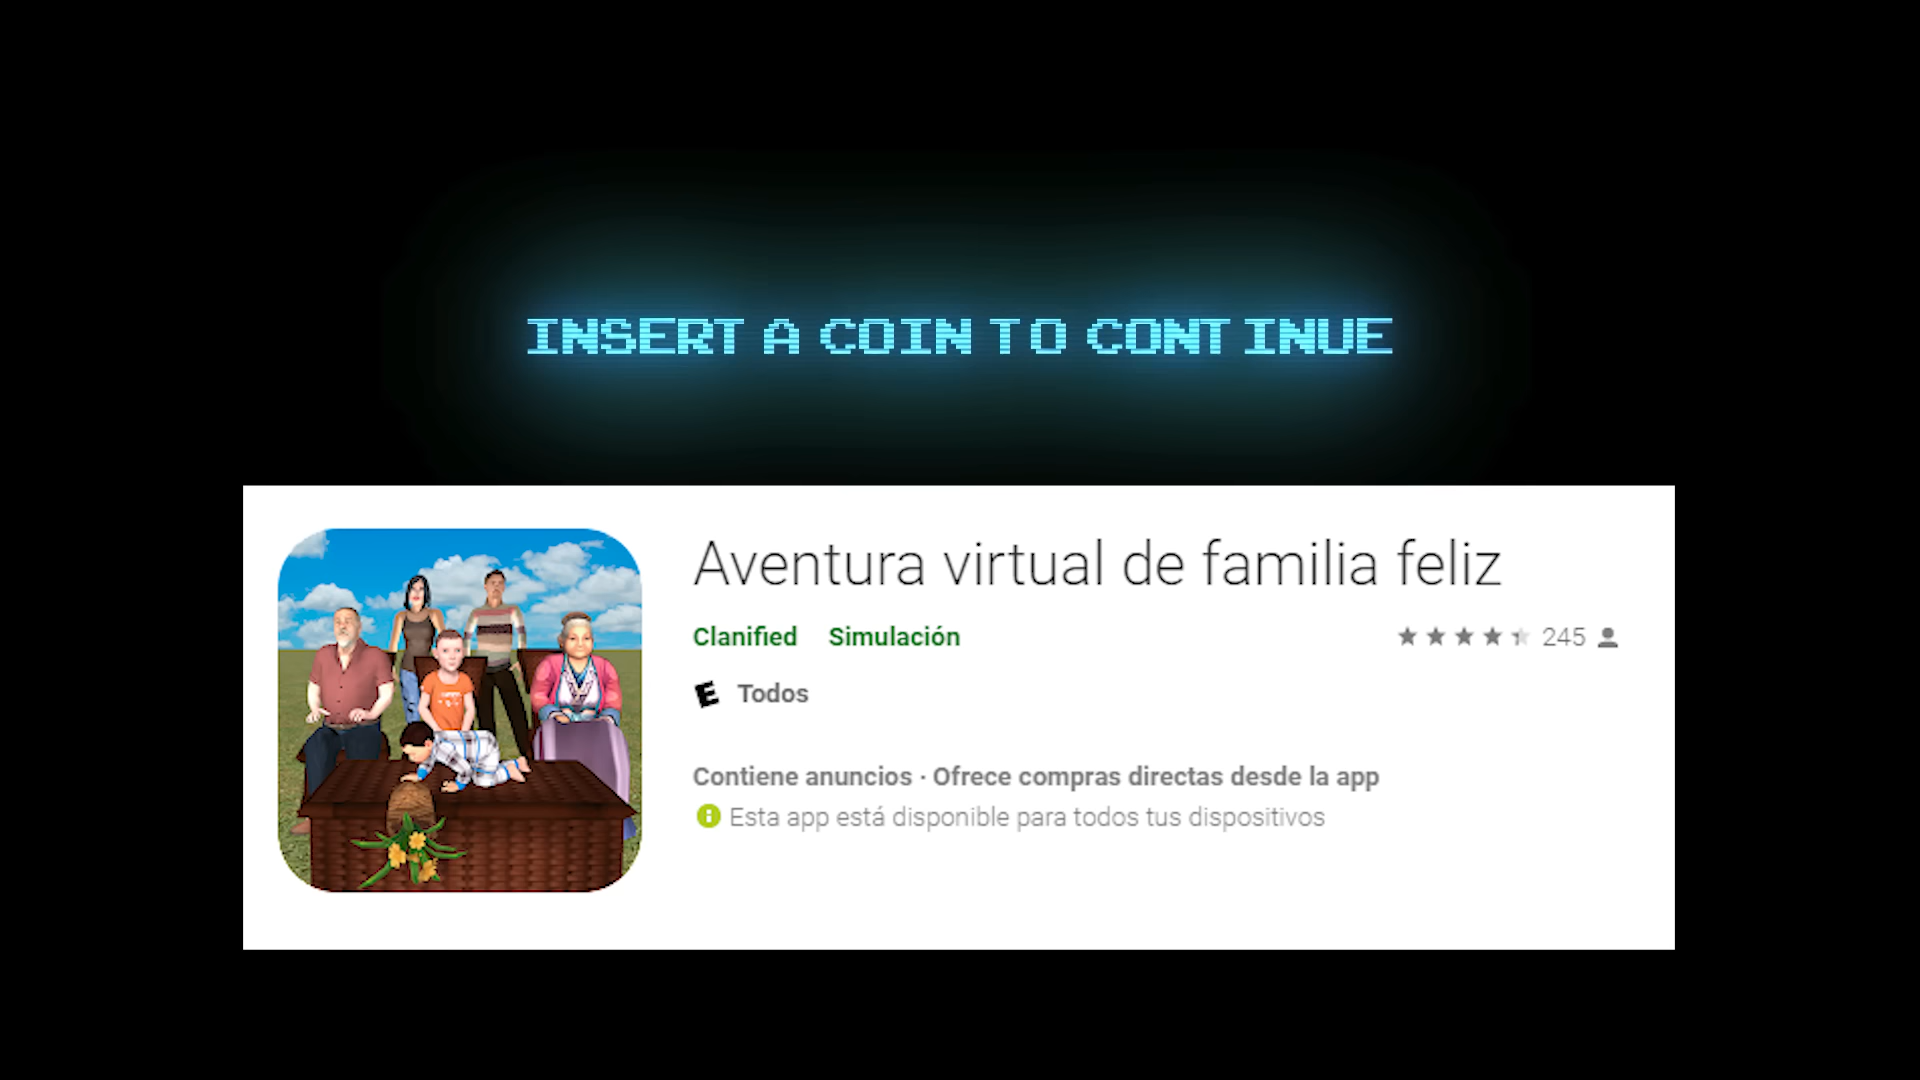 INSERT A COIN TO CONTINUE
Aventura virtual de familia feliz
Clanified Simulación
245
E Todos
Contiene anuncios · Ofrece compras directas desde la app
Esta app está disponible para todos tus dispositivos